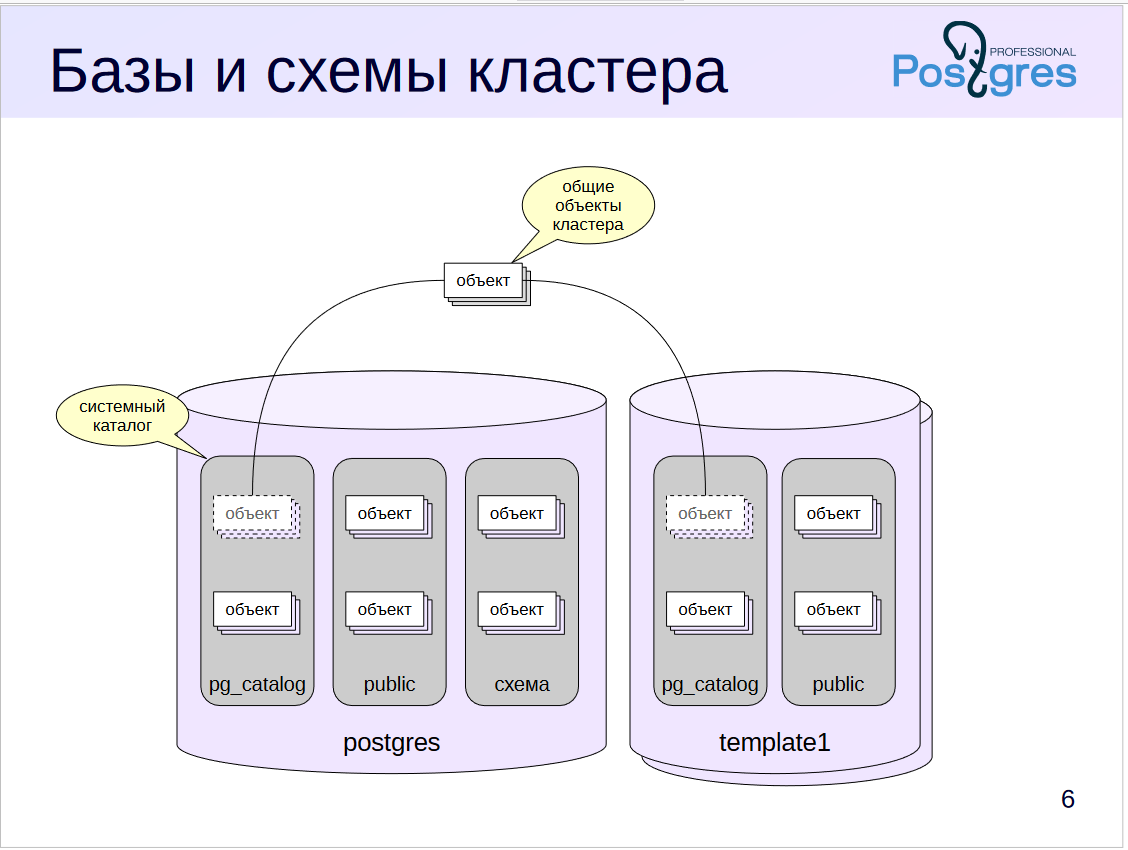 Базы и схемы кластера
PROFESSIONAL
Postgres
общие
объекты
кластера
объект
системный
каталог
объект
объект
объект
объект
объект
объект
объект
объект
объект
объект
pg_catalog
public
схема
pg_catalog
public
postgres
template1
6